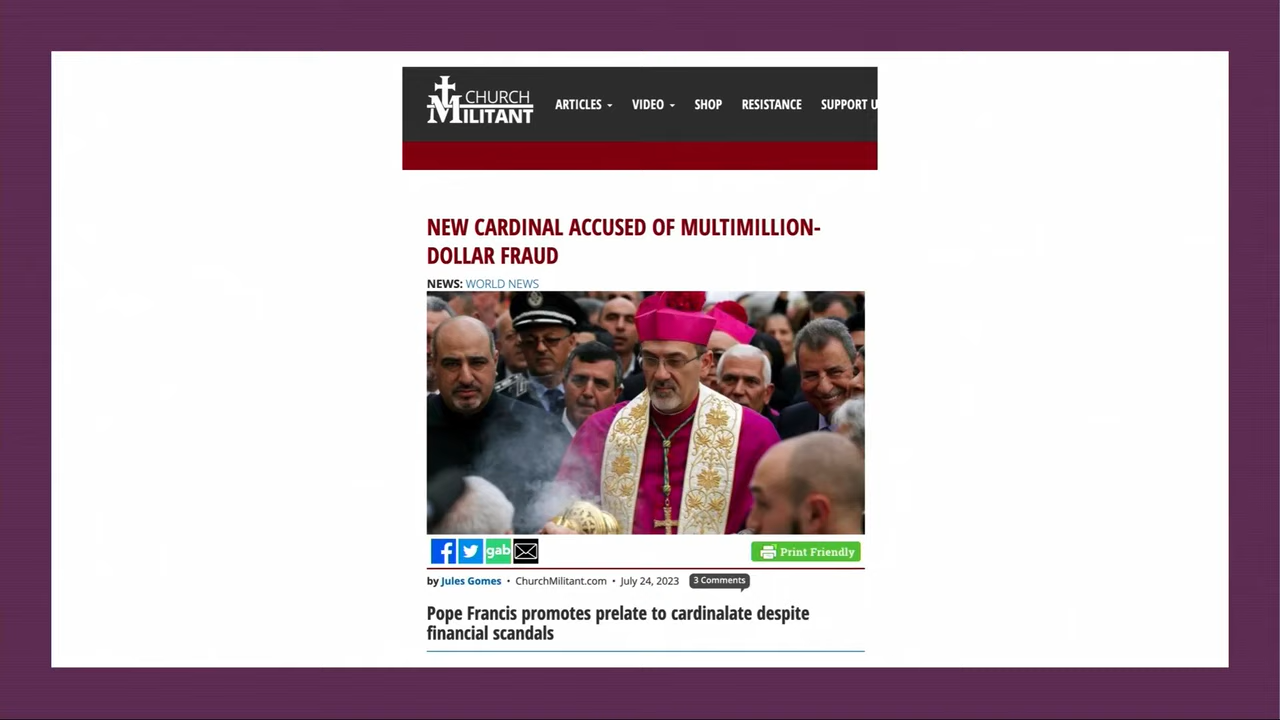 CHURCH
MILITANT
ARTICLES VIDEO SHOP RESISTANCE SUPPORT U
NEW CARDINAL ACCUSED OF MULTIMILLION-
DOLLAR FRAUD
NEWS: WORLD NEWS
gab
Print Friendly
by Jules Gomes • ChurchMilitant.com • July 24, 2023 3 Comments
Pope Francis promotes prelate to cardinalate despite
financial scandals